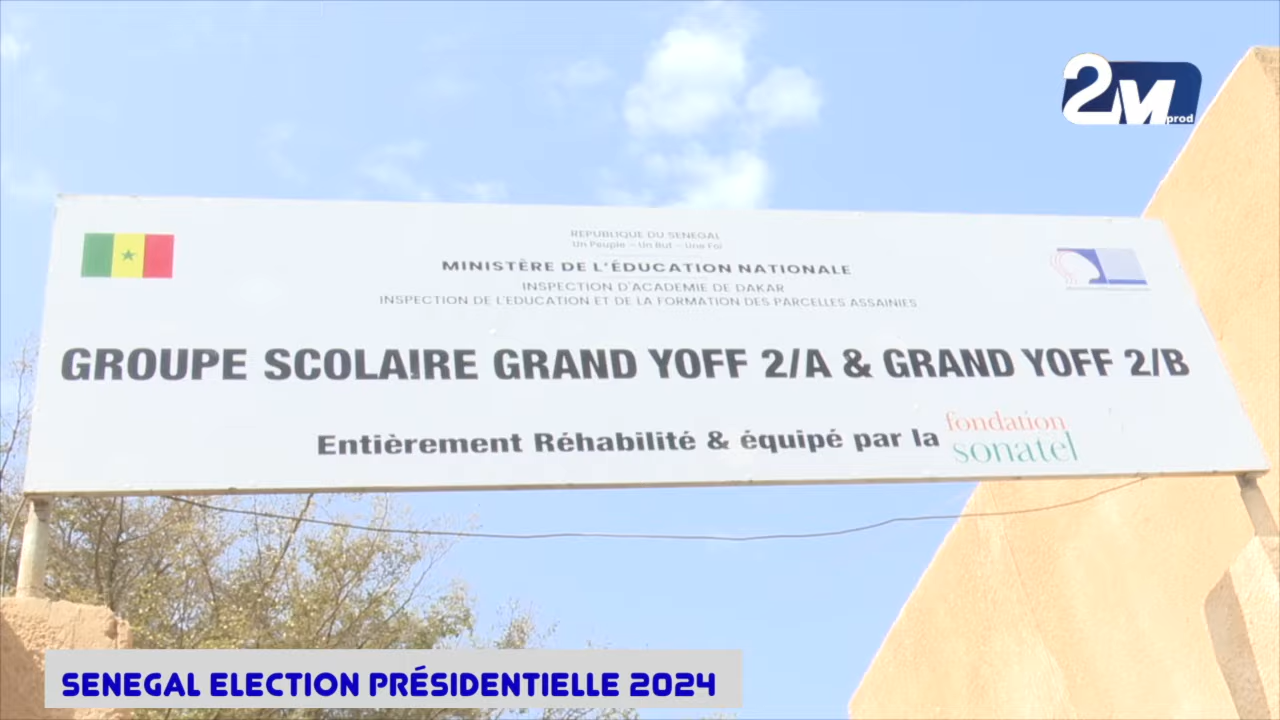 2M
prod
REPUBLIQUE DU SENEGAL
Un Peuple – Un But – Une Foi
MINISTÈRE DE L'ÉDUCATION NATIONALE
INSPECTION D'ACADEMIE DE DAKAR
INSPECTION DE L'EDUCATION ET DE LA FORMATION DES PARCELLES ASSAINIES
GROUPE SCOLAIRE GRAND YOFF 2/A & GRAND YOFF 2/B
Entièrement Réhabilité & équipé par la fondation sonatel
SENEGAL ELECTION PRÉSIDENTIELLE 2024